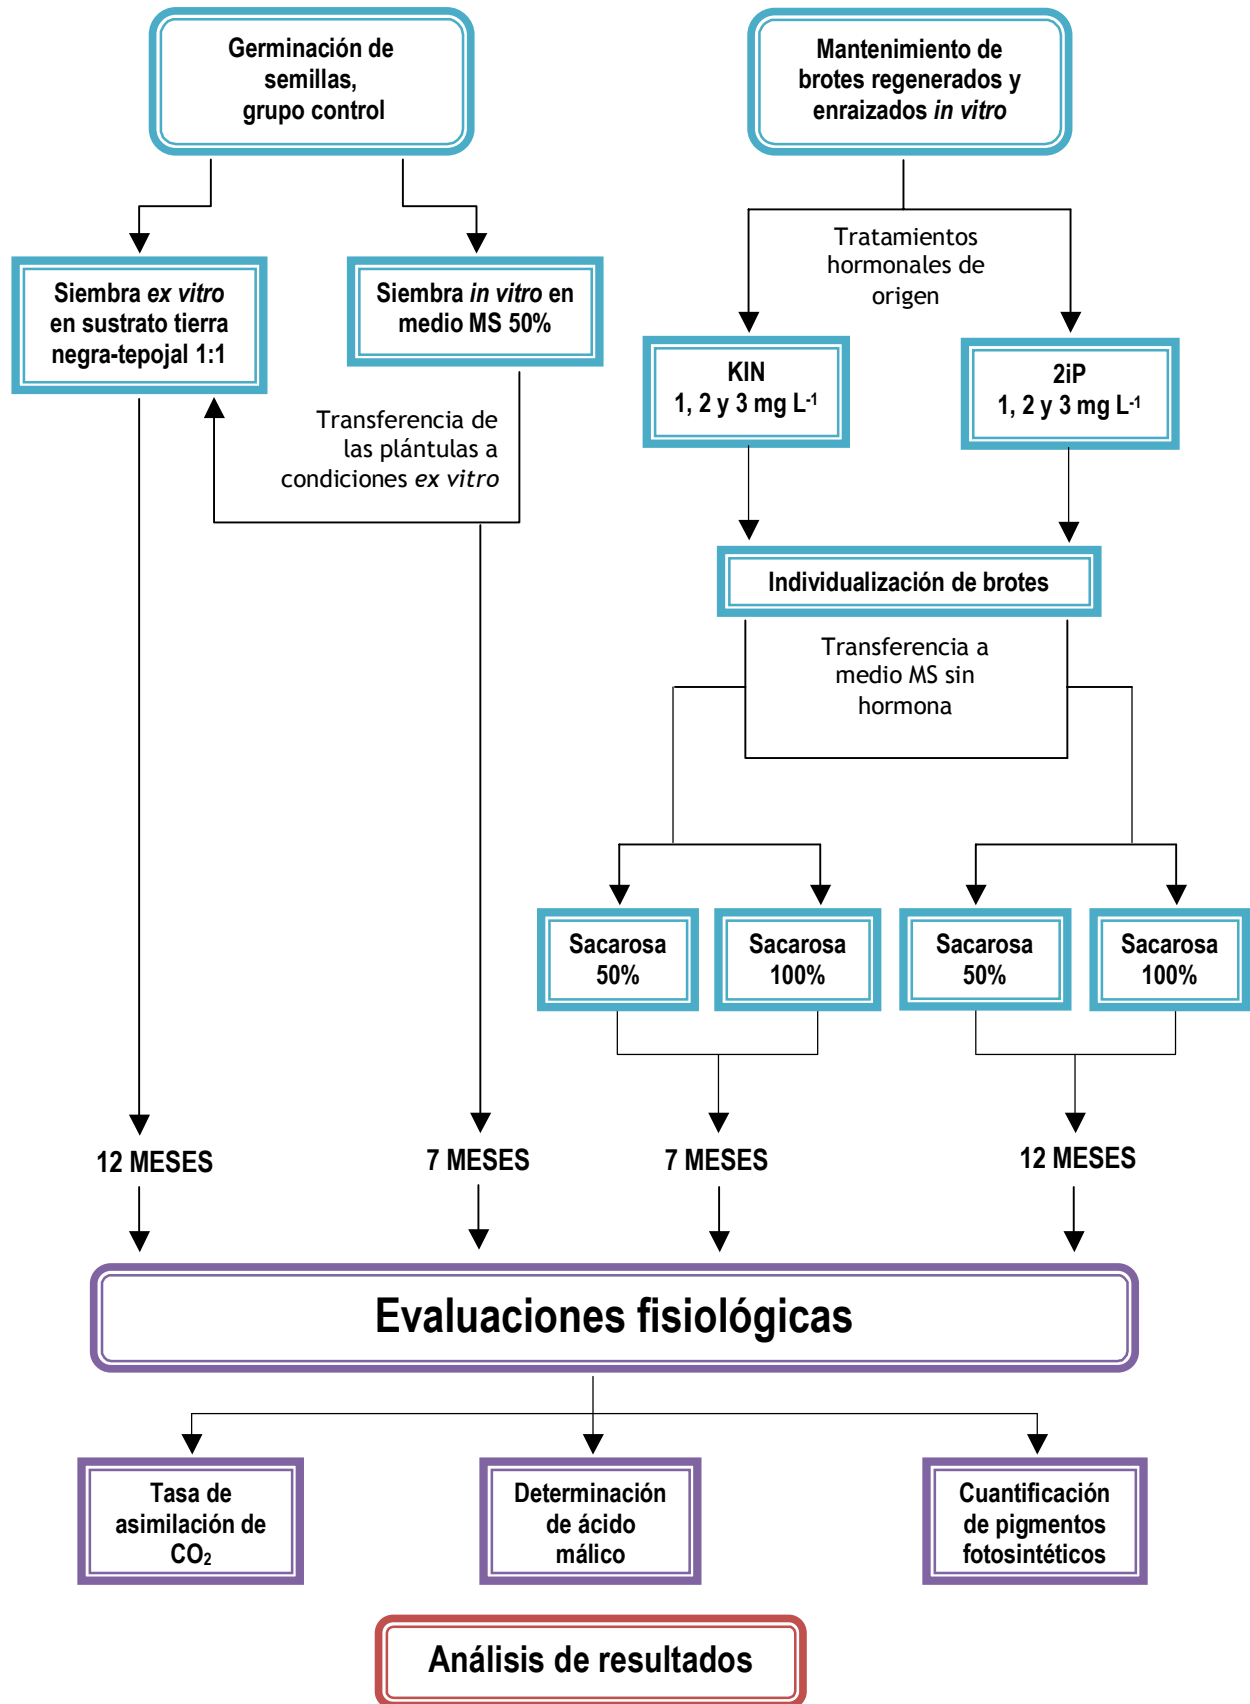 Germinación de
semillas,
grupo control
Mantenimiento de
brotes regenerados y
enraizados in vitro
Tratamientos
hormonales de
origen
Siembra ex vitro
en sustrato tierra
negra-tepojal 1:1
Siembra in vitro en
medio MS 50%
KIN
1, 2 y 3 mg L-1
2iP
1, 2 y 3 mg L-1
Transferencia de
las plántulas a
condiciones ex vitro
Individualización de brotes
Transferencia a
medio MS sin
hormona
Sacarosa
50%
Sacarosa
100%
Sacarosa
50%
Sacarosa
100%
12 MESES
7 MESES
7 MESES
12 MESES
Evaluaciones fisiológicas
Tasa de
asimilación de
CO2
Determinación
de ácido
málico
Cuantificación
de pigmentos
fotosintéticos
Análisis de resultados